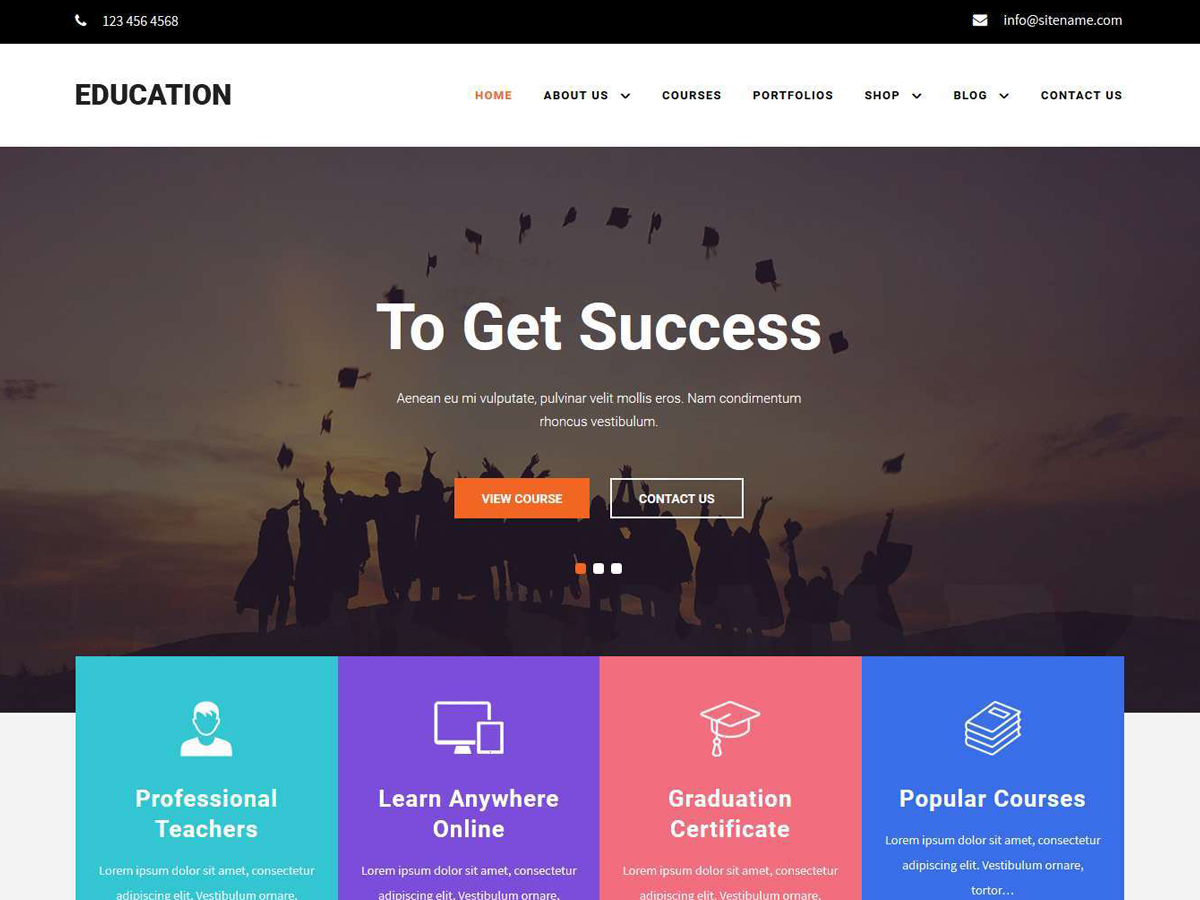 123 456 4568
info@sitename.com
EDUCATION
HOME
ABOUT US
COURSES
PORTFOLIOS
SHOP
BLOG
CONTACT US
To Get Success
Aenean eu mi vulputate, pulvinar velit mollis eros. Nam condimentum
rhoncus vestibulum.
VIEW COURSE
CONTACT US
Professional
Teachers
Lorem ipsum dolor sit amet, consectetur
adipiscing elit. Vestibulum ornare,
Learn Anywhere
Online
Lorem ipsum dolor sit amet, consectetur
adipiscing elit. Vestibulum ornare,
Graduation
Certificate
Lorem ipsum dolor sit amet, consectetur
adipiscing elit. Vestibulum ornare,
Popular Courses
Lorem ipsum dolor sit amet, consectetur
adipiscing elit. Vestibulum ornare,
tortor…